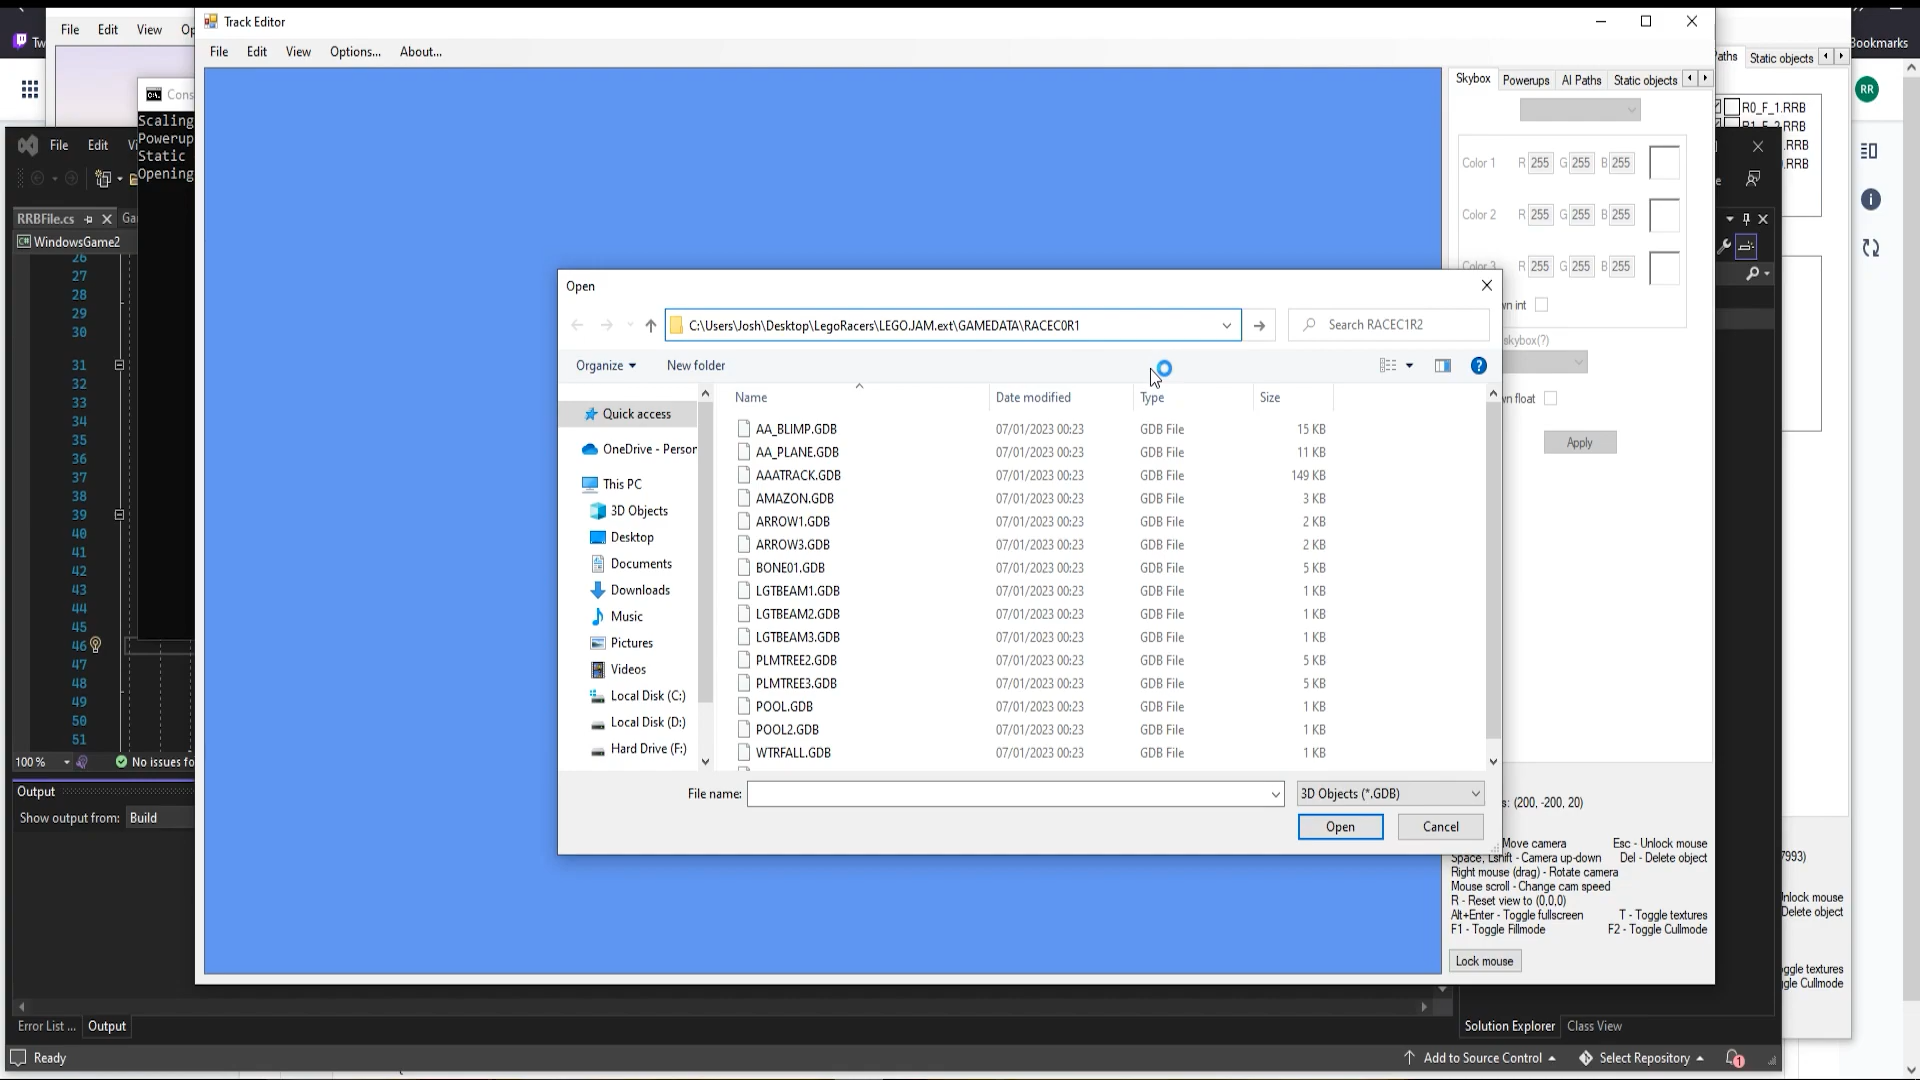 File Edit View
Tw
Bookmarks
Track Editor
File Edit View Options... About...
Skybox Powerups AI Paths Static objects
Static objects
R0_F_1.RRB
R1_F_2.RRB
.RRB
.RRB
RR
Color 1 R 255 G 255 B 255
Color 2 R 255 G 255 B 255
Color 3 R 255 G 255 B 255
Scaling
Powerup
Static
Opening
File Edit
RRBFile.cs
WindowsGame2
26
27
28
29
30
31
32
33
34
35
36
37
38
39
40
41
42
43
44
45
46
47
48
49
50
51
100 % No issues fo
Output
Show output from: Build
Open
C:\Users\Josh\Desktop\LegoRacers\LEGO.JAM.ext\GAMEDATA\RACEC0R1
Search RACEC1R2
Organize New folder
Quick access
OneDrive - Person
This PC
3D Objects
Desktop
Documents
Downloads
Music
Pictures
Videos
Local Disk (C:)
Local Disk (D:)
Hard Drive (F:)
Name Date modified Type Size
AA_BLIMP.GDB 07/01/2023 00:23 GDB File 15 KB
AA_PLANE.GDB 07/01/2023 00:23 GDB File 11 KB
AAATRACK.GDB 07/01/2023 00:23 GDB File 149 KB
AMAZON.GDB 07/01/2023 00:23 GDB File 3 KB
ARROW1.GDB 07/01/2023 00:23 GDB File 2 KB
ARROW3.GDB 07/01/2023 00:23 GDB File 2 KB
BONE01.GDB 07/01/2023 00:23 GDB File 5 KB
LGTBEAM1.GDB 07/01/2023 00:23 GDB File 1 KB
LGTBEAM2.GDB 07/01/2023 00:23 GDB File 1 KB
LGTBEAM3.GDB 07/01/2023 00:23 GDB File 1 KB
PLMTREE2.GDB 07/01/2023 00:23 GDB File 5 KB
PLMTREE3.GDB 07/01/2023 00:23 GDB File 5 KB
POOL.GDB 07/01/2023 00:23 GDB File 1 KB
POOL2.GDB 07/01/2023 00:23 GDB File 1 KB
WTRFALL.GDB 07/01/2023 00:23 GDB File 1 KB
File name: 3D Objects (*.GDB)
Open Cancel
wn int
skybox(?)
wn float
Apply
s: (200, -200, 20)
Move camera Esc - Unlock mouse
Space, Lshift - Camera up-down Del - Delete object
Right mouse (drag) - Rotate camera
Mouse scroll - Change cam speed
R - Reset view to (0,0,0)
Alt+Enter - Toggle fullscreen T - Toggle textures
F1 - Toggle Fillmode F2 - Toggle Cullmode
Lock mouse
7993)
Unlock mouse
Delete object
ggle textures
gle Cullmode
Error List ... Output
Solution Explorer Class View
Ready
Add to Source Control Select Repository 1